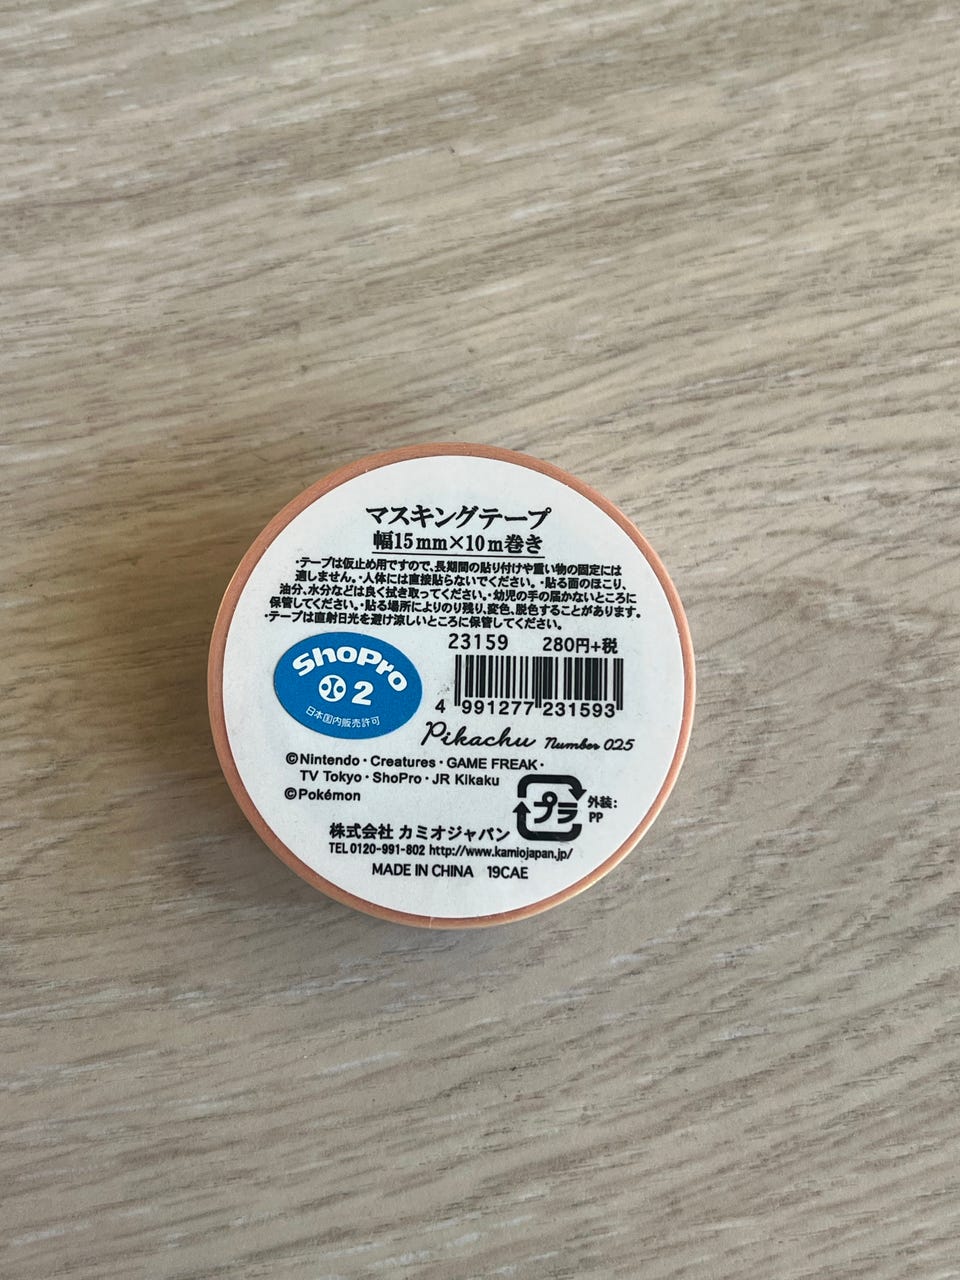 マスキングテープ
幅15mm×10m巻き
・テープは仮止め用ですので、長期間の貼り付けや重い物の固定には
適しません。・人体には直接貼らないでください。・貼る面のほこり、
油分、水分などは良く拭き取ってください。・幼児の手の届かないところに
保管してください。・貼る場所によりのり残り、変色、脱色することがあります。
・テープは直射日光を避け涼しいところに保管してください。
23159 280円+税
ShoPro
2
日本国内販売許可
4 991277 231593
Pikachu Number 025
©Nintendo・Creatures・GAME FREAK・
TV Tokyo・ShoPro・JR Kikaku
©Pokémon
プラ
外装:
PP
株式会社 カミオジャパン
TEL 0120-991-802 http://www.kamiojapan.jp/
MADE IN CHINA 19CAE